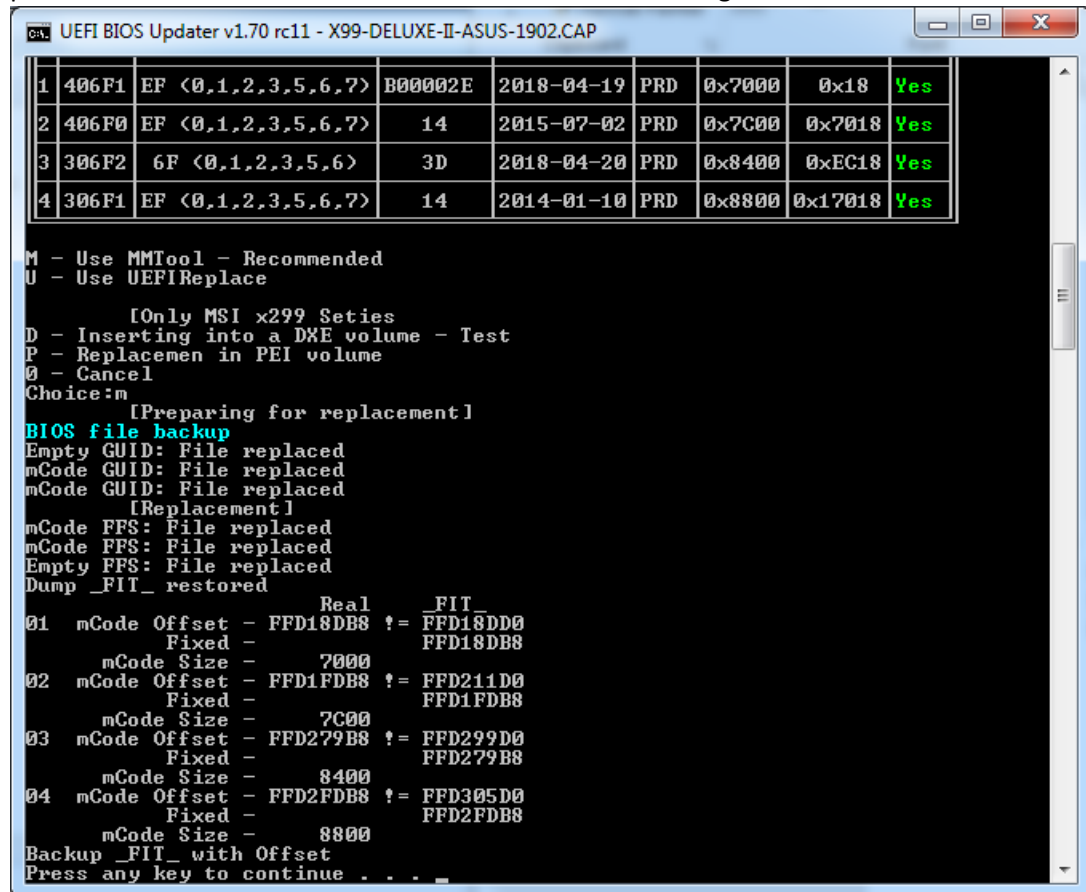 UEFI BIOS Updater v1.70 rc11 - X99-DELUXE-II-ASUS-1902.CAP
1 406F1 EF (0,1,2,3,5,6,7) B00002E 2018-04-19 PRD 0x7000 0x18 Yes
2 406F0 EF (0,1,2,3,5,6,7) 14 2015-07-02 PRD 0x7C00 0x7018 Yes
3 306F2 6F (0,1,2,3,5,6) 3D 2018-04-20 PRD 0x8400 0xEC18 Yes
4 306F1 EF (0,1,2,3,5,6,7) 14 2014-01-10 PRD 0x8800 0x17018 Yes
M - Use MMTool - Recommended
U - Use UEFIReplace
[Only MSI x299 Seties
D - Inserting into a DXE volume - Test
P - Replacemen in PEI volume
0 - Cancel
Choice:m
[Preparing for replacement]
BIOS file backup
Empty GUID: File replaced
mCode GUID: File replaced
mCode GUID: File replaced
[Replacement]
mCode FFS: File replaced
mCode FFS: File replaced
Empty FFS: File replaced
Dump _FIT_ restored
Real _FIT_
01 mCode Offset - FFD18DB8 != FFD18DD0
Fixed - FFD18DB8
mCode Size - 7000
02 mCode Offset - FFD1FDB8 != FFD211D0
Fixed - FFD1FDB8
mCode Size - 7C00
03 mCode Offset - FFD279B8 != FFD299D0
Fixed - FFD279B8
mCode Size - 8400
04 mCode Offset - FFD2FDB8 != FFD305D0
Fixed - FFD2FDB8
mCode Size - 8800
Backup _FIT_ with Offset
Press any key to continue . . . _